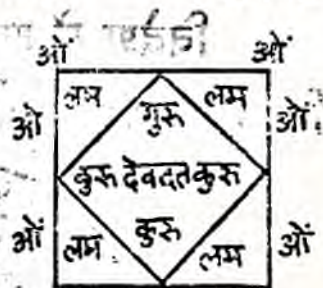 ओं ओं
लम लम
ओं गुरु ओं
कुरु देवदत कुरु
ओं कुरु ओं
लम लम